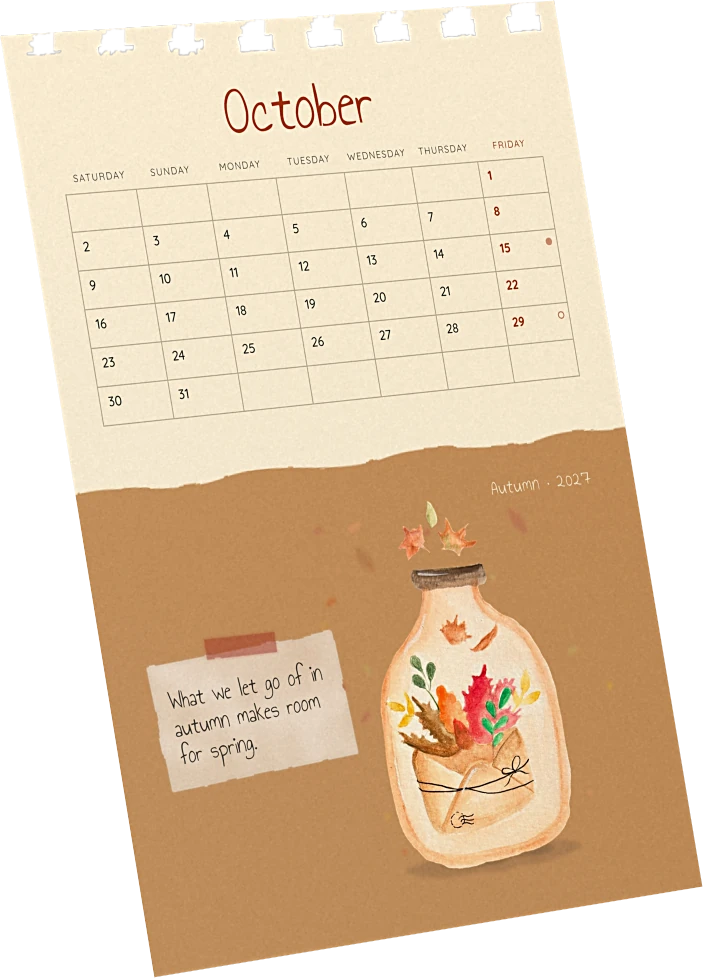 October
SATURDAY SUNDAY MONDAY TUESDAY WEDNESDAY THURSDAY FRIDAY
1
2 3 4 5 6 7 8
9 10 11 12 13 14 15
16 17 18 19 20 21 22
23 24 25 26 27 28 29
30 31
Autumn · 2027
What we let go of in
autumn makes room
for spring.